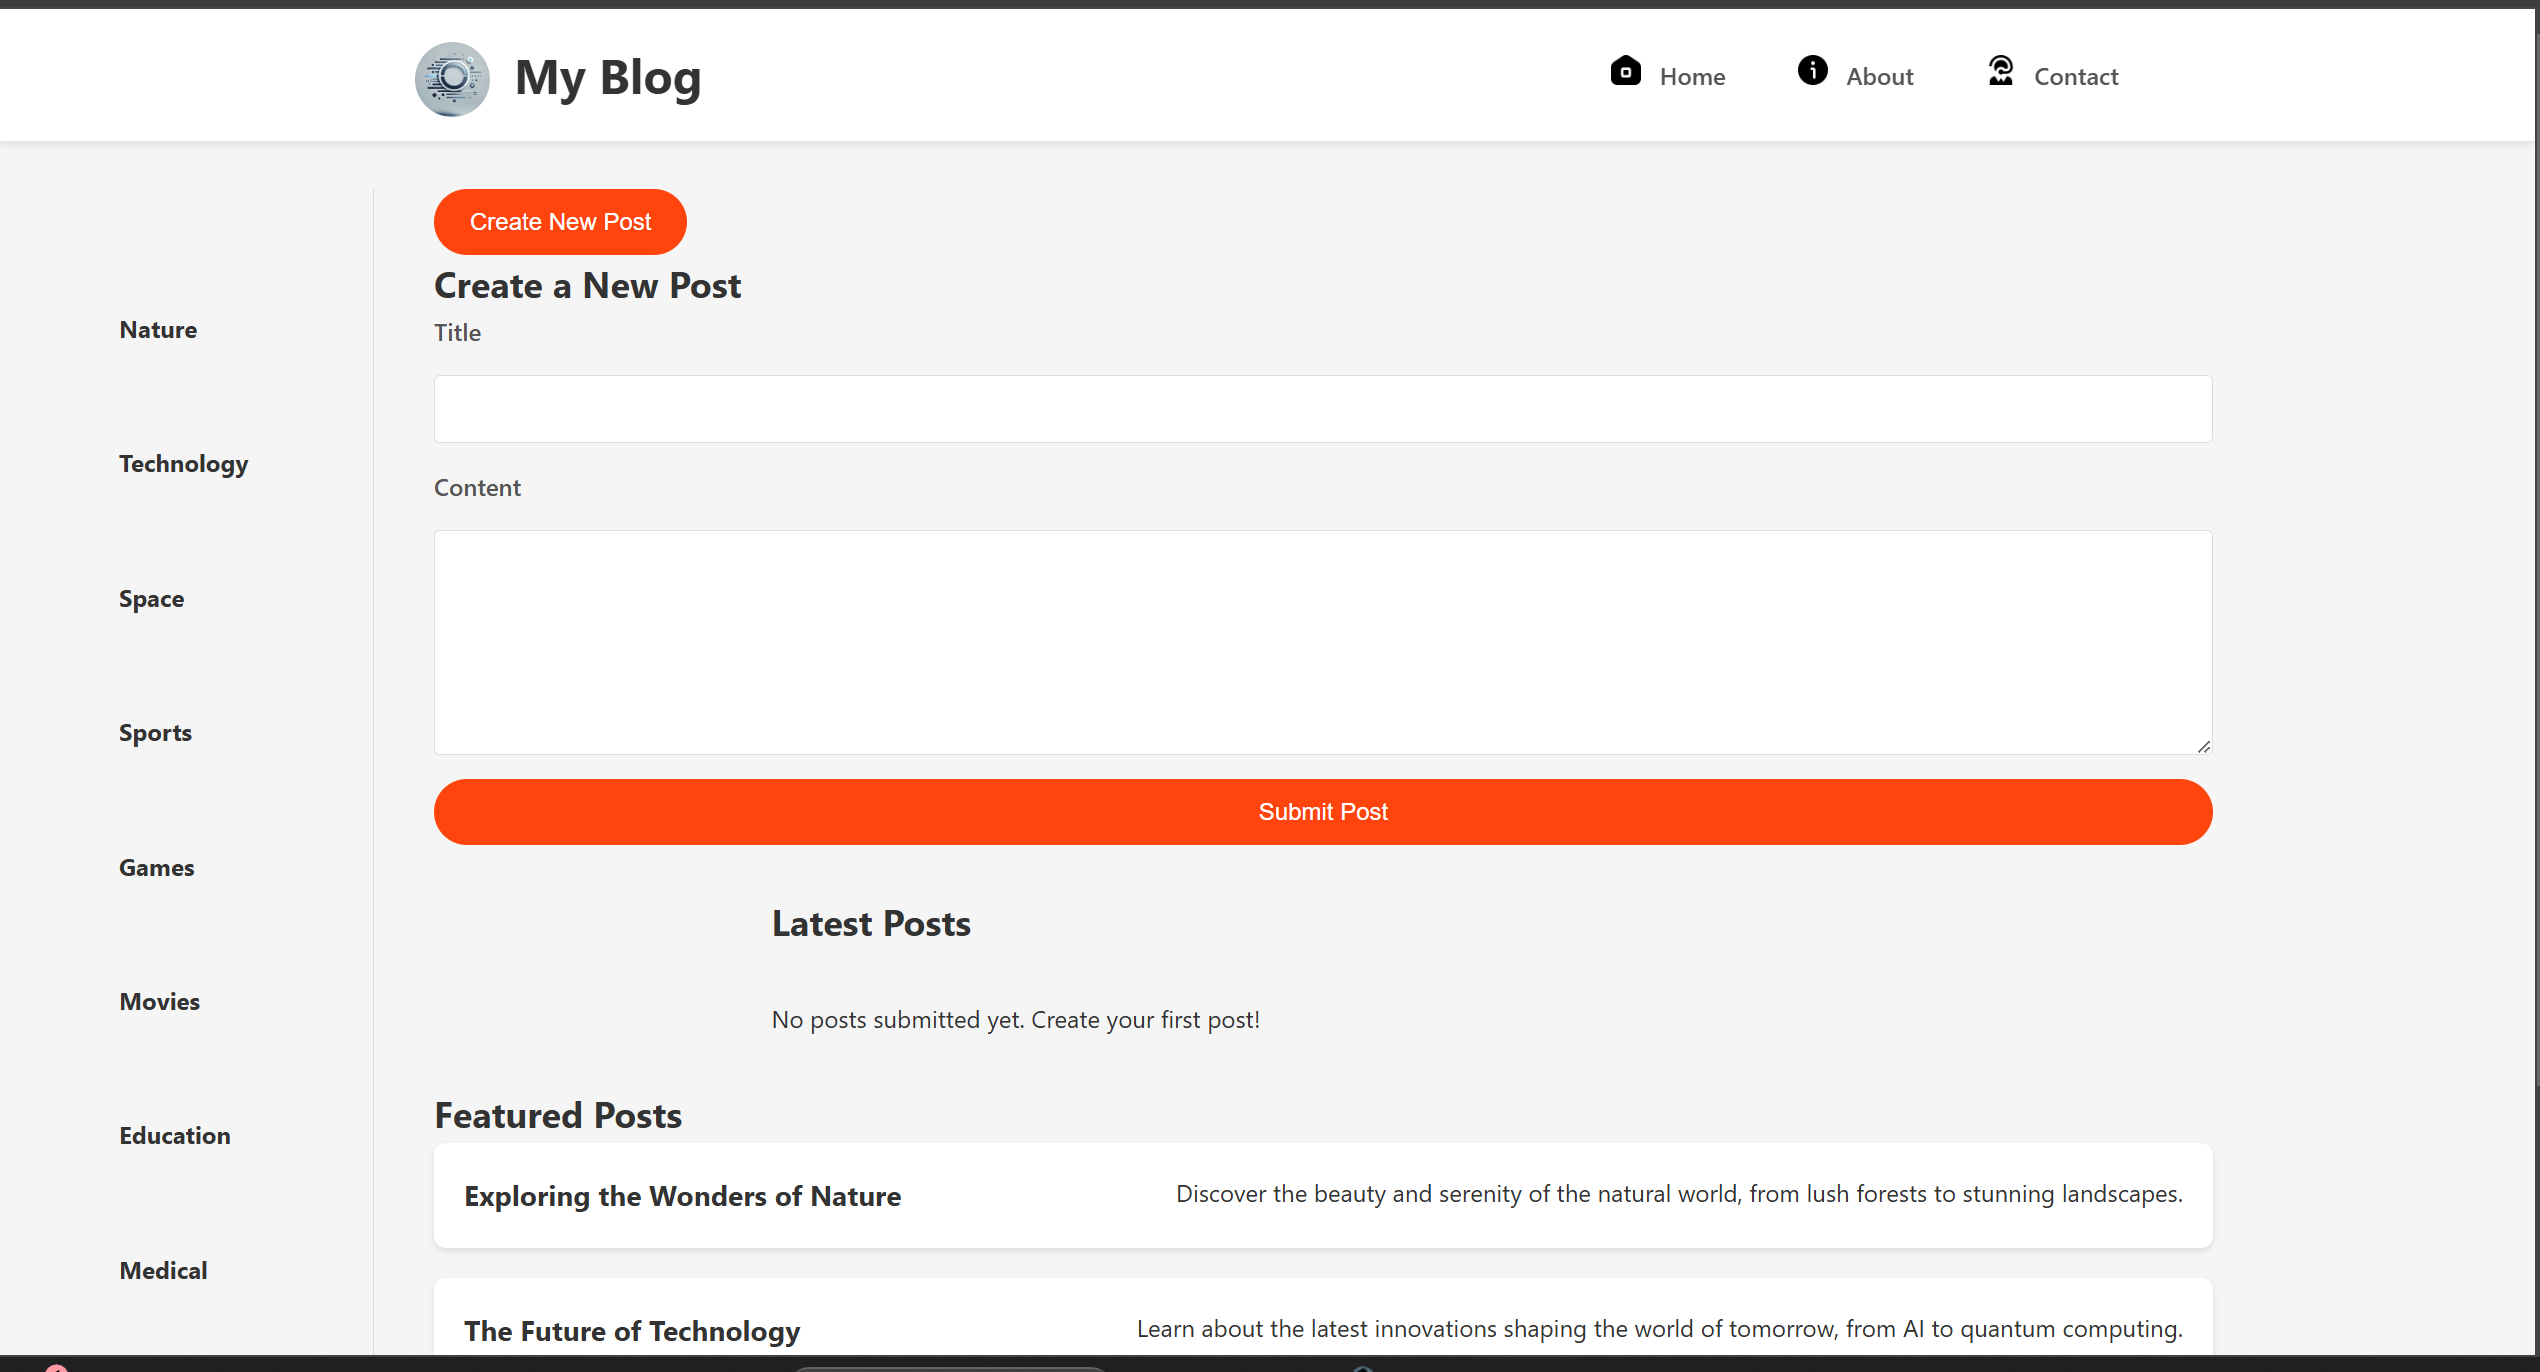 My Blog
Home
About
Contact
Nature
Technology
Space
Sports
Games
Movies
Education
Medical
Create New Post
Create a New Post
Title
Content
Submit Post
Latest Posts
No posts submitted yet. Create your first post!
Featured Posts
Exploring the Wonders of Nature
Discover the beauty and serenity of the natural world, from lush forests to stunning landscapes.
The Future of Technology
Learn about the latest innovations shaping the world of tomorrow, from AI to quantum computing.